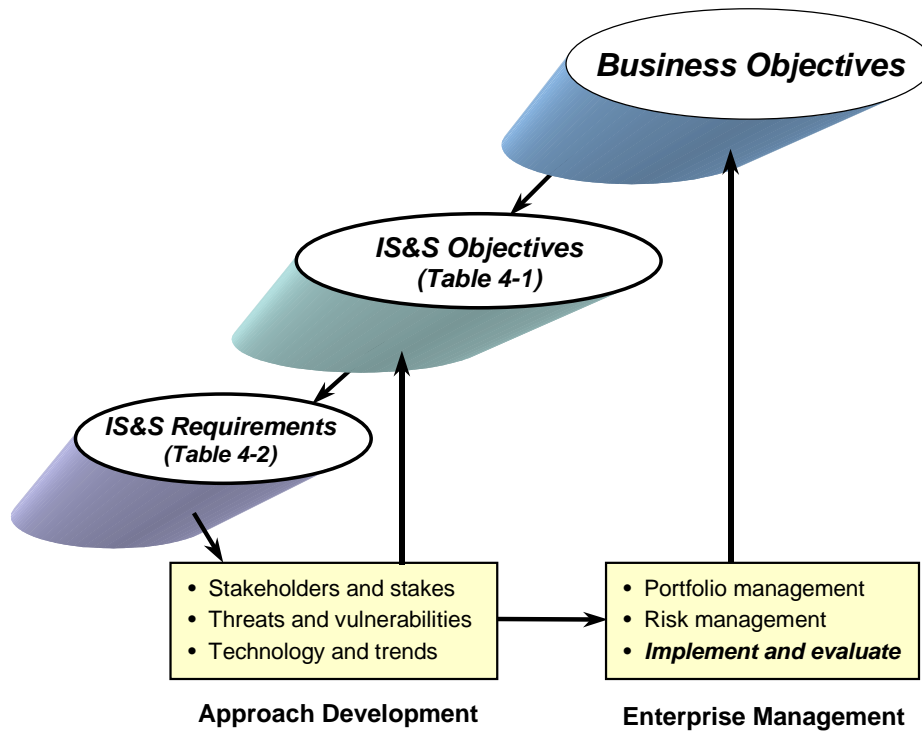 Business Objectives
IS&S Objectives
(Table 4-1)
IS&S Requirements
(Table 4-2)
• Stakeholders and stakes
• Threats and vulnerabilities
• Technology and trends
Approach Development
• Portfolio management
• Risk management
• Implement and evaluate
Enterprise Management